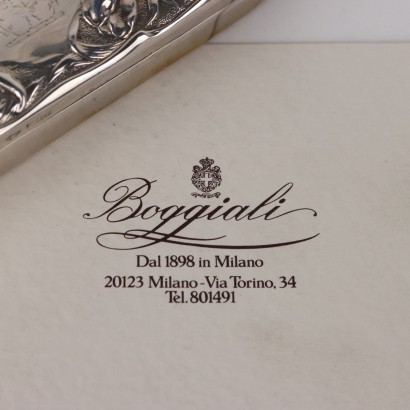 Boggiali
Dal 1898 in Milano
20123 Milano - Via Torino, 34
Tel. 801491